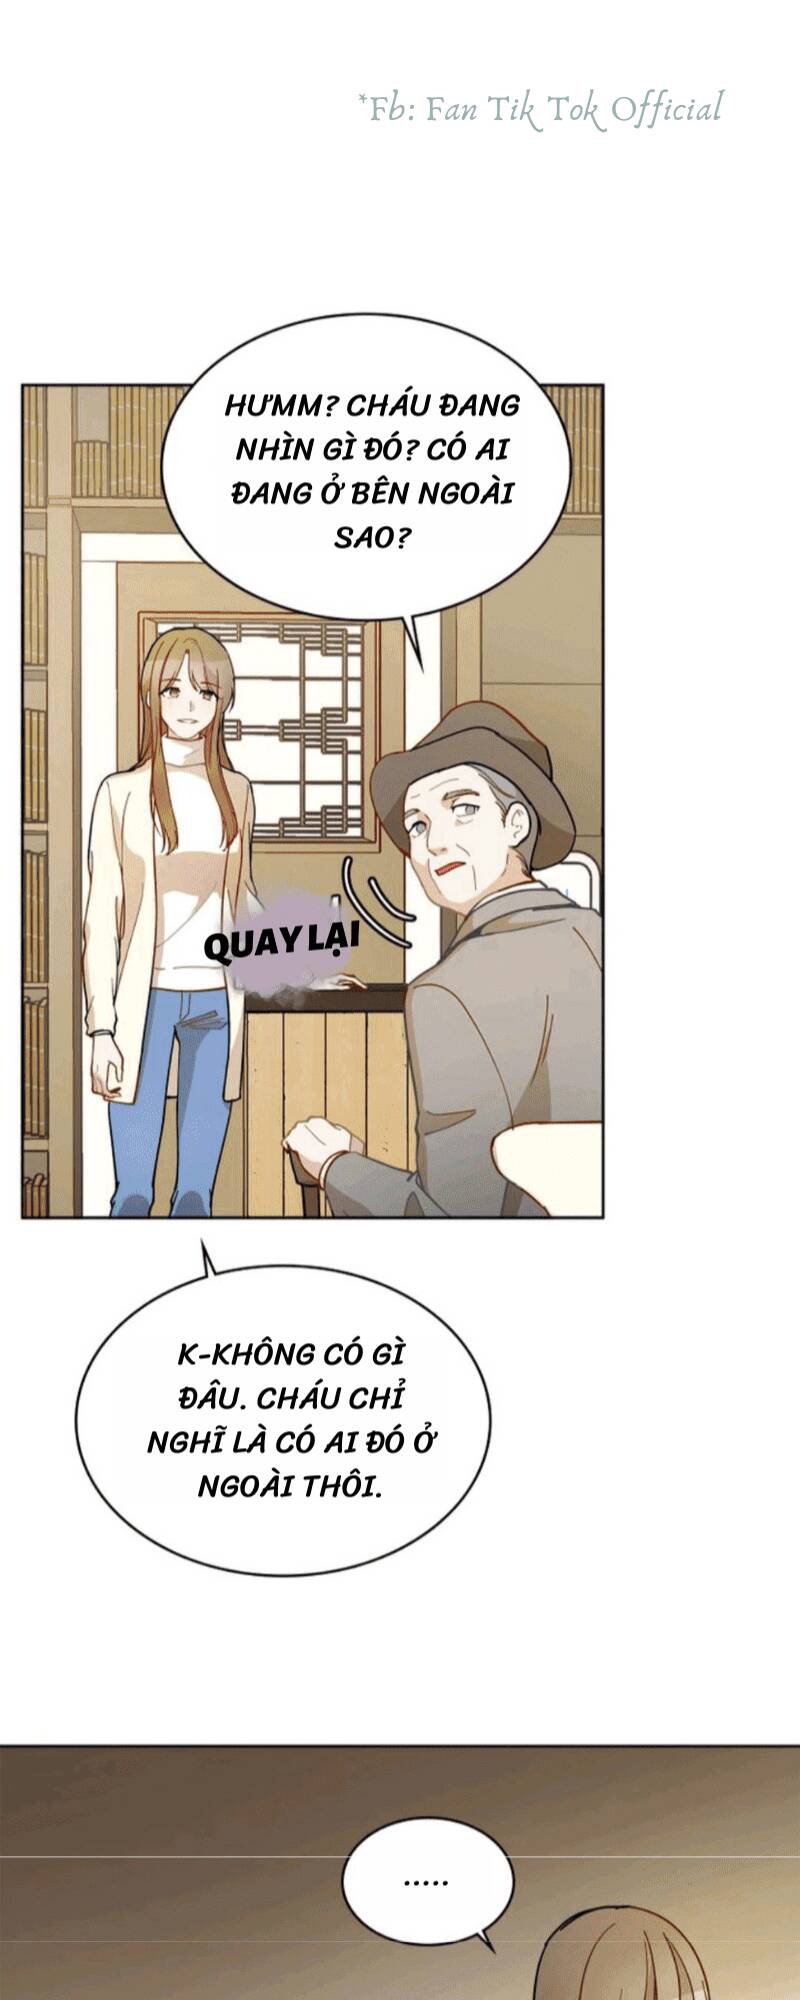 *Fb: Fan Tik Tok Official
HƯMM? CHÁU ĐANG
NHÌN GÌ ĐÓ? CÓ AI
ĐANG Ở BÊN NGOÀI
SAO?
QUAY LẠI
K-KHÔNG CÓ GÌ
ĐÂU. CHÁU CHỈ
NGHĨ LÀ CÓ AI ĐÓ Ở
NGOÀI THÔI.
.....